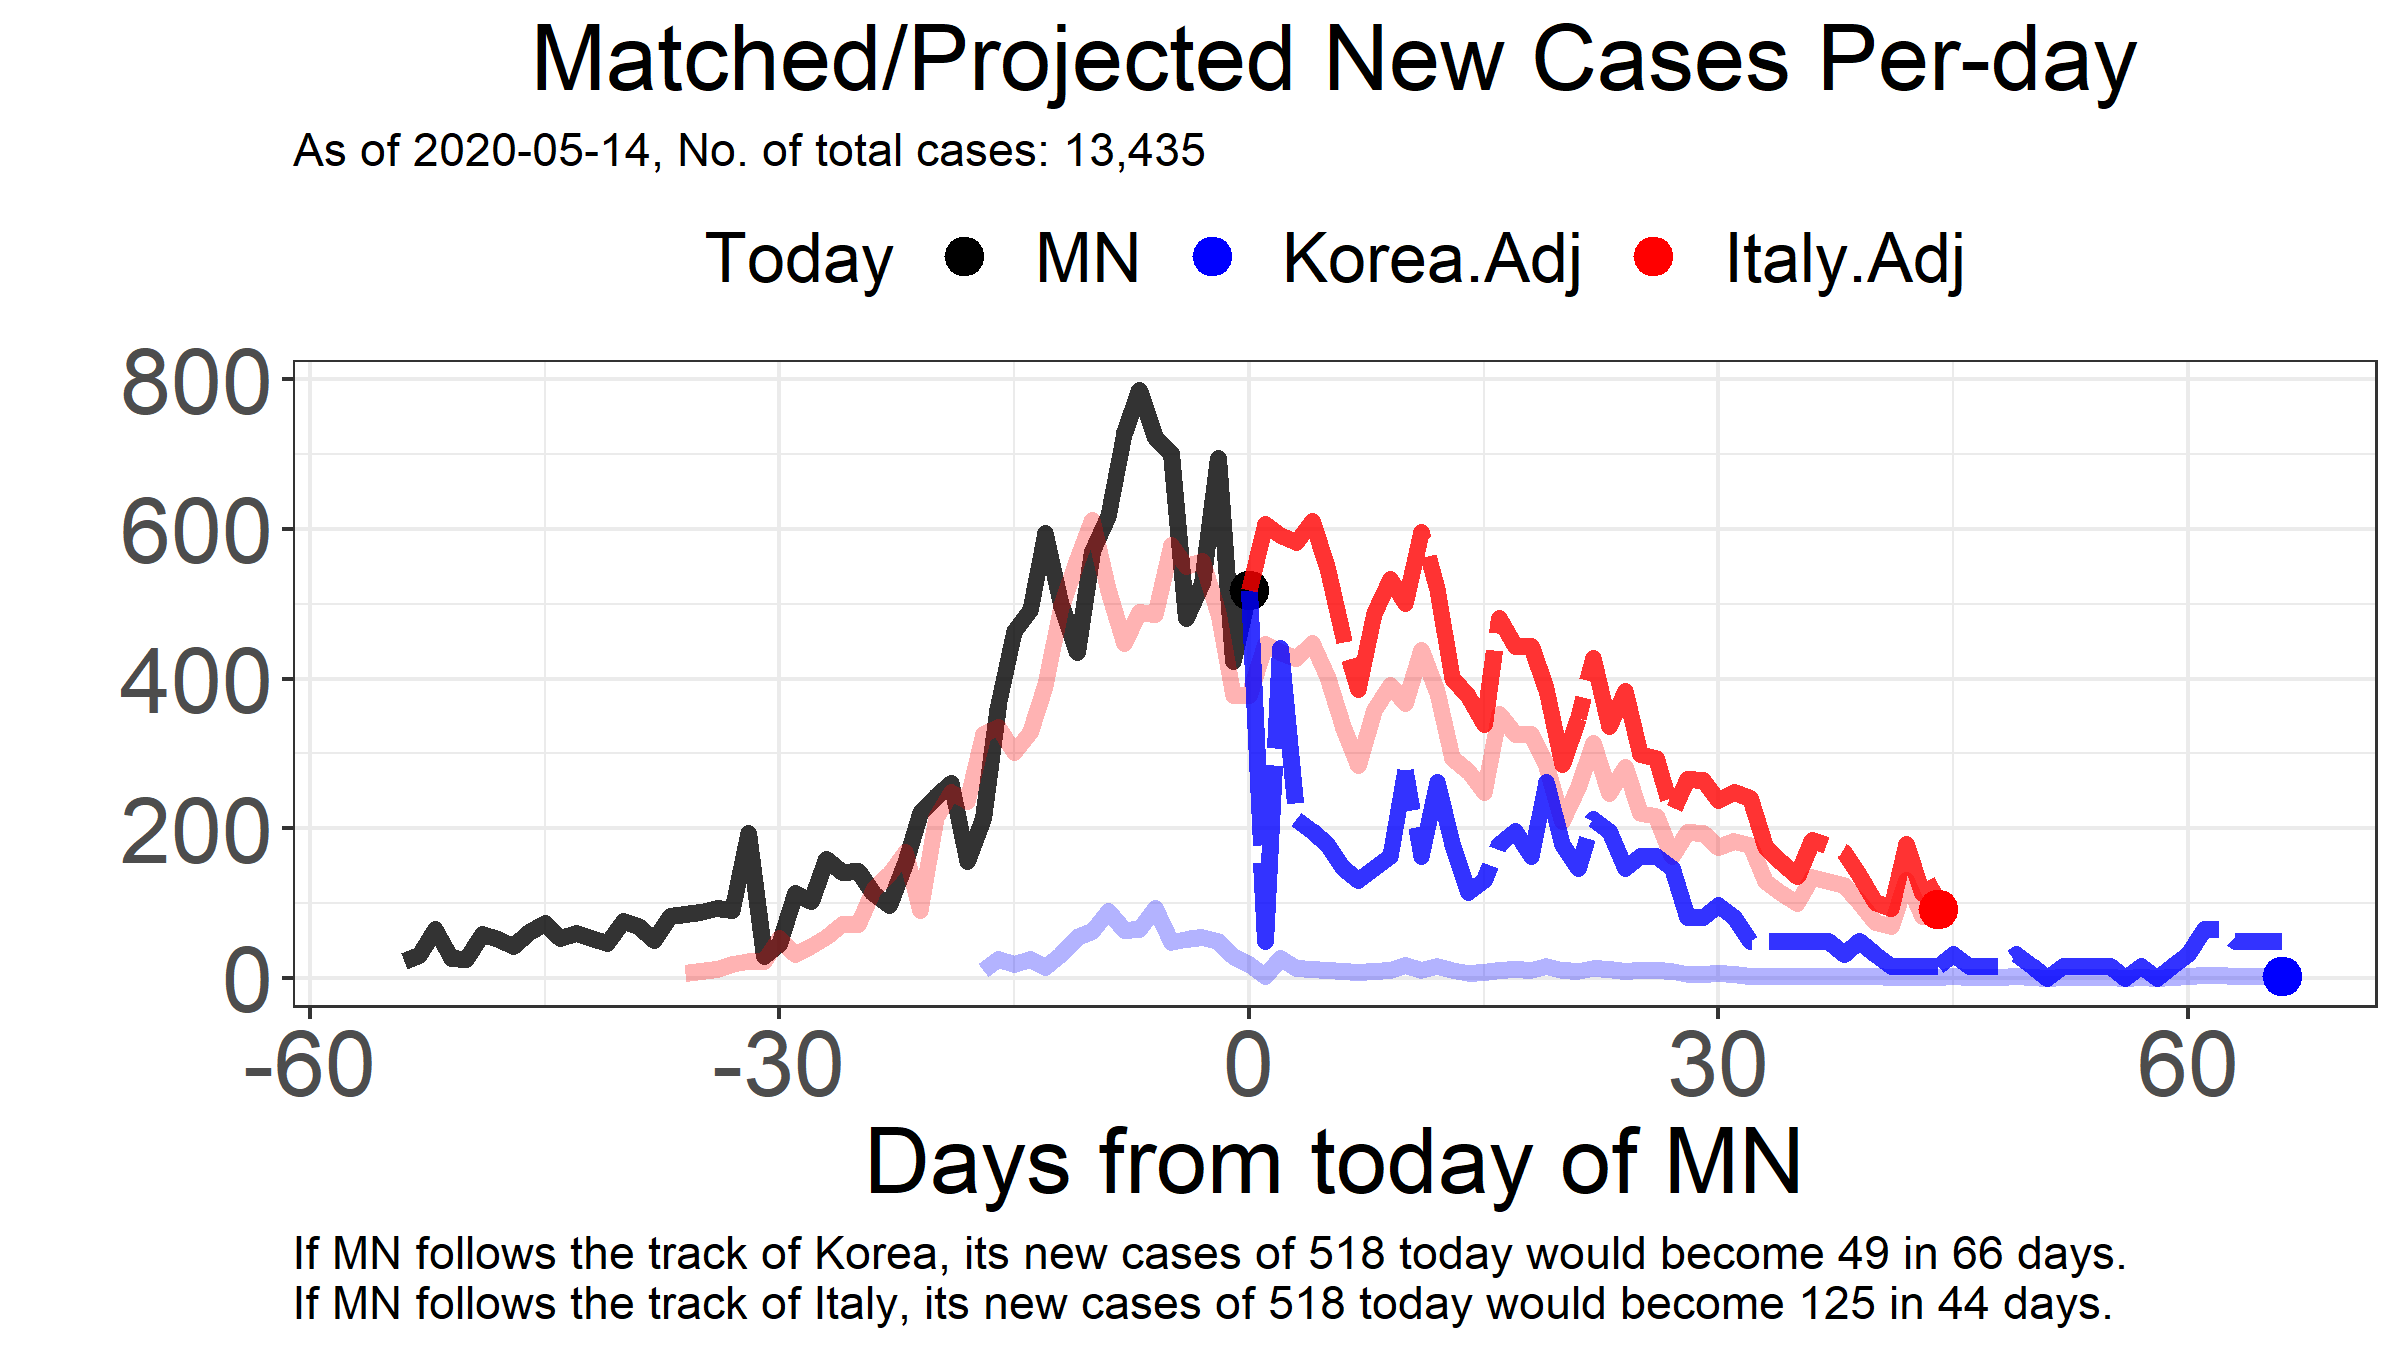 Matched/Projected New Cases Per-day
As of 2020-05-14, No. of total cases: 13,435
Today MN Korea.Adj Italy.Adj
800
600
400
200
0
-60 -30 0 30 60
Days from today of MN
If MN follows the track of Korea, its new cases of 518 today would become 49 in 66 days.
If MN follows the track of Italy, its new cases of 518 today would become 125 in 44 days.